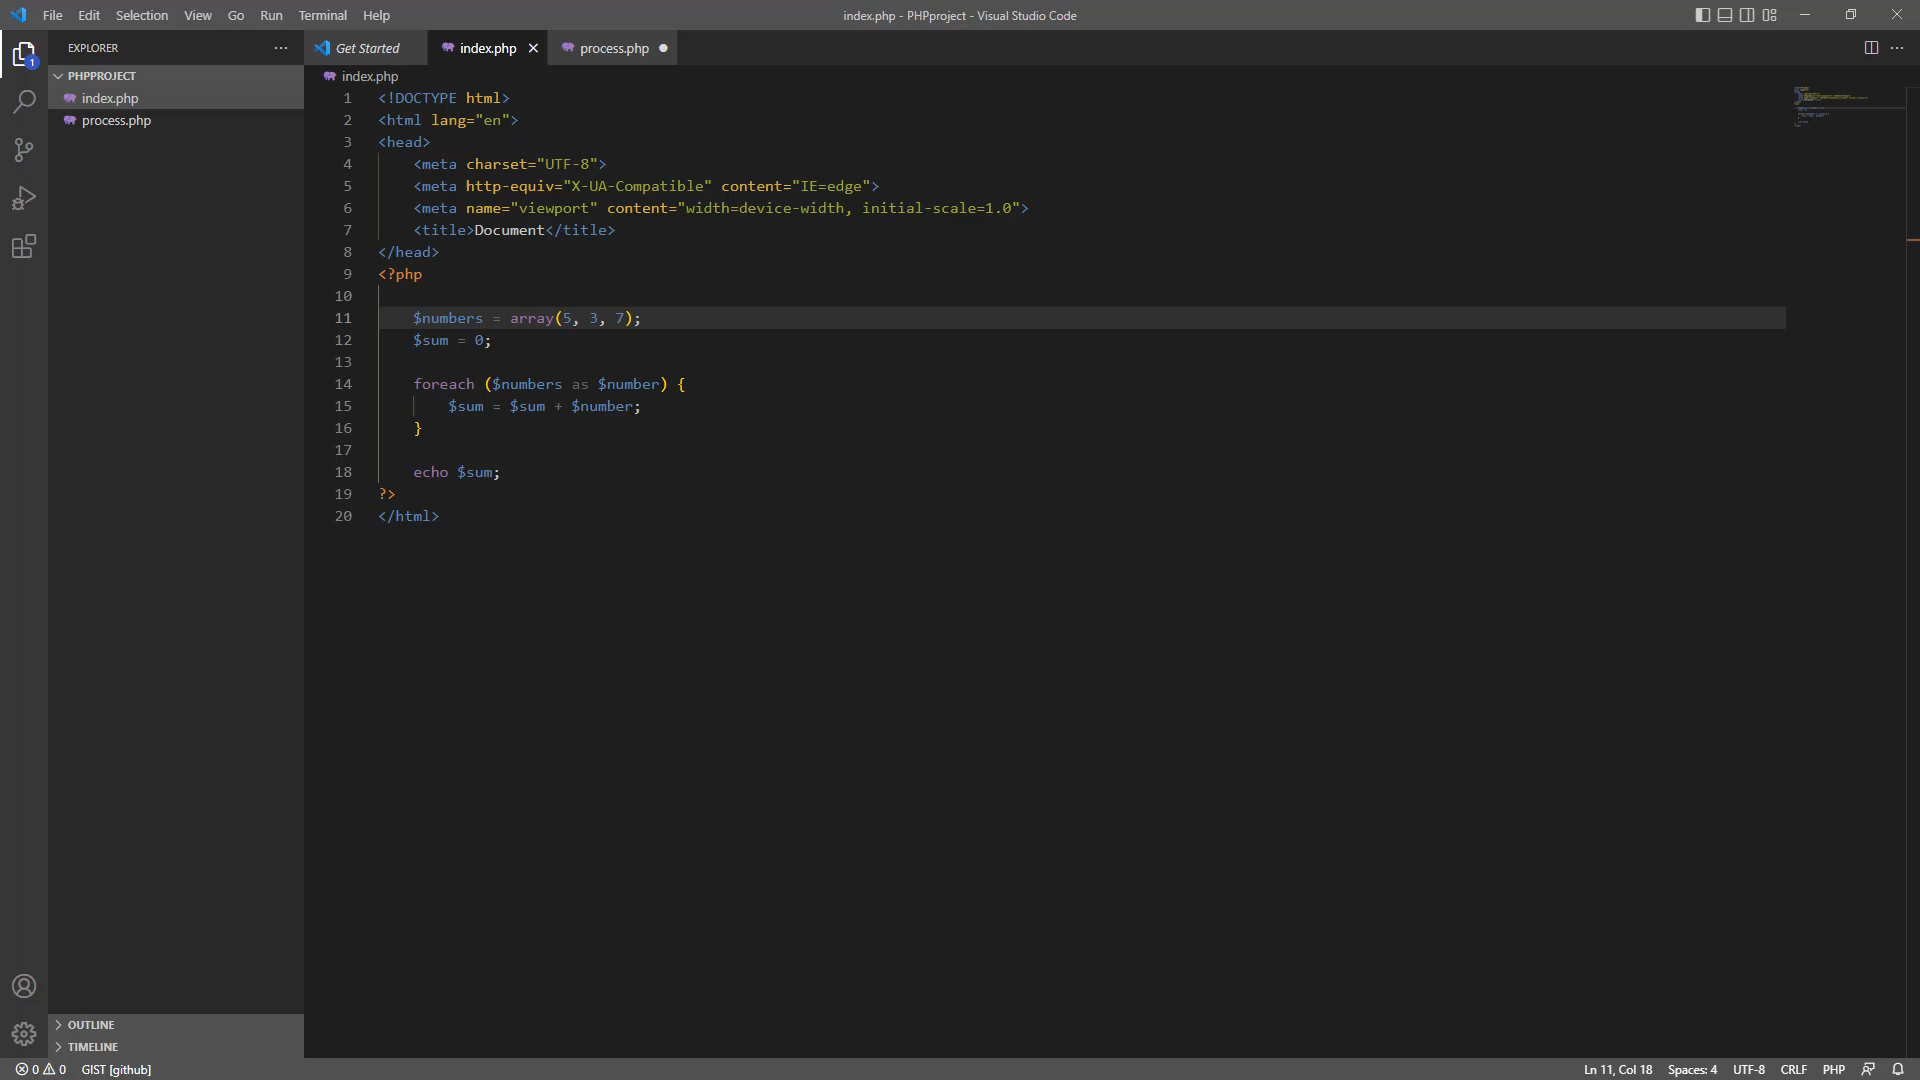 File Edit Selection View Go Run Terminal Help
index.php - PHPproject - Visual Studio Code
EXPLORER
Get Started
index.php
process.php
PHPPROJECT
index.php
process.php
index.php
1 <!DOCTYPE html>
2 <html lang="en">
3 <head>
4 <meta charset="UTF-8">
5 <meta http-equiv="X-UA-Compatible" content="IE=edge">
6 <meta name="viewport" content="width=device-width, initial-scale=1.0">
7 <title>Document</title>
8 </head>
9 <?php
10
11 $numbers = array(5, 3, 7);
12 $sum = 0;
13
14 foreach ($numbers as $number) {
15 $sum = $sum + $number;
16 }
17
18 echo $sum;
19 ?>
20 </html>
1
OUTLINE
TIMELINE
0 0 GIST [github]
Ln 11, Col 18 Spaces: 4 UTF-8 CRLF PHP